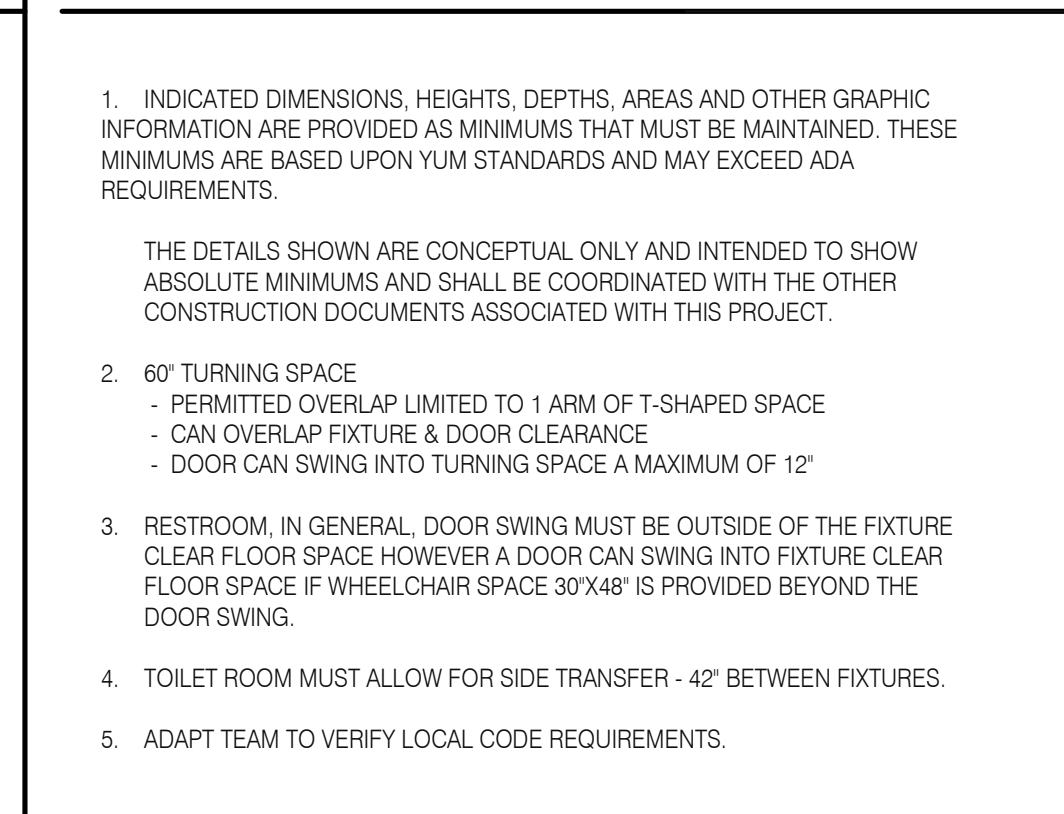 1. INDICATED DIMENSIONS, HEIGHTS, DEPTHS, AREAS AND OTHER GRAPHIC
INFORMATION ARE PROVIDED AS MINIMUMS THAT MUST BE MAINTAINED. THESE
MINIMUMS ARE BASED UPON YUM STANDARDS AND MAY EXCEED ADA
REQUIREMENTS.
THE DETAILS SHOWN ARE CONCEPTUAL ONLY AND INTENDED TO SHOW
ABSOLUTE MINIMUMS AND SHALL BE COORDINATED WITH THE OTHER
CONSTRUCTION DOCUMENTS ASSOCIATED WITH THIS PROJECT.
2. 60" TURNING SPACE
- PERMITTED OVERLAP LIMITED TO 1 ARM OF T-SHAPED SPACE
- CAN OVERLAP FIXTURE & DOOR CLEARANCE
- DOOR CAN SWING INTO TURNING SPACE A MAXIMUM OF 12"
3. RESTROOM, IN GENERAL, DOOR SWING MUST BE OUTSIDE OF THE FIXTURE
CLEAR FLOOR SPACE HOWEVER A DOOR CAN SWING INTO FIXTURE CLEAR
FLOOR SPACE IF WHEELCHAIR SPACE 30"X48" IS PROVIDED BEYOND THE
DOOR SWING.
4. TOILET ROOM MUST ALLOW FOR SIDE TRANSFER - 42" BETWEEN FIXTURES.
5. ADAPT TEAM TO VERIFY LOCAL CODE REQUIREMENTS.